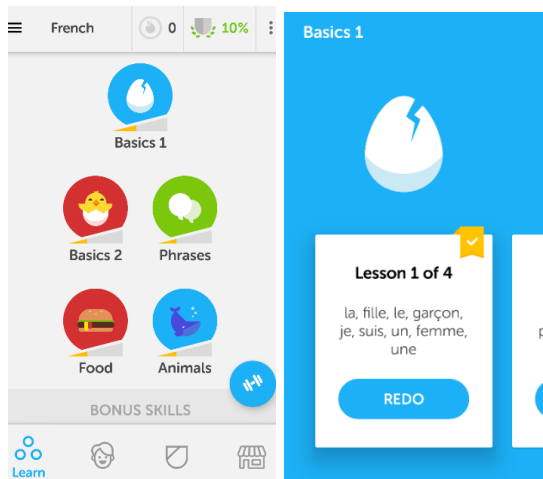 French
0
10%
Basics 1
Basics 2
Phrases
Food
Animals
BONUS SKILLS
Learn
Basics 1
Lesson 1 of 4
la, fille, le, garçon,
je, suis, un, femme,
une
REDO